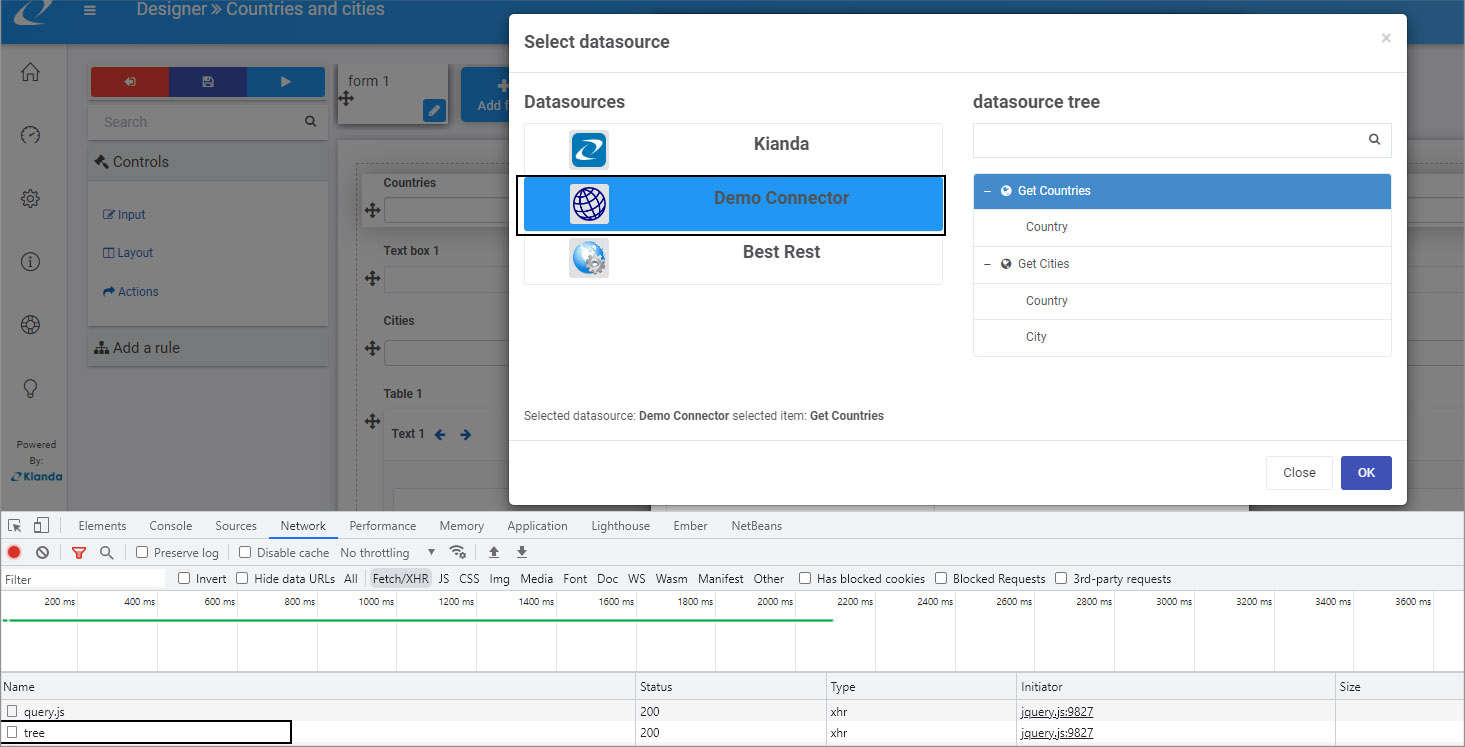 Designer » Countries and cities
Select datasource
×
form 1
Add f
Search
Controls
Input
Layout
Actions
Add a rule
Powered
By:
Kianda
Countries
Text box 1
Cities
Table 1
Text 1
Datasources
Kianda
Demo Connector
Best Rest
datasource tree
Get Countries
Country
Get Cities
Country
City
Selected datasource: Demo Connector selected item: Get Countries
Close OK
Elements Console Sources Network Performance Memory Application Lighthouse Ember NetBeans
Preserve log Disable cache No throttling
Filter Invert Hide data URLs All Fetch/XHR JS CSS Img Media Font Doc WS Wasm Manifest Other Has blocked cookies Blocked Requests 3rd-party requests
200 ms 400 ms 600 ms 800 ms 1000 ms 1200 ms 1400 ms 1600 ms 1800 ms 2000 ms 2200 ms 2400 ms 2600 ms 2800 ms 3000 ms 3200 ms 3400 ms 3600 ms
Name Status Type Initiator Size
query.js 200 xhr jquery.js:9827
tree 200 xhr jquery.js:9827